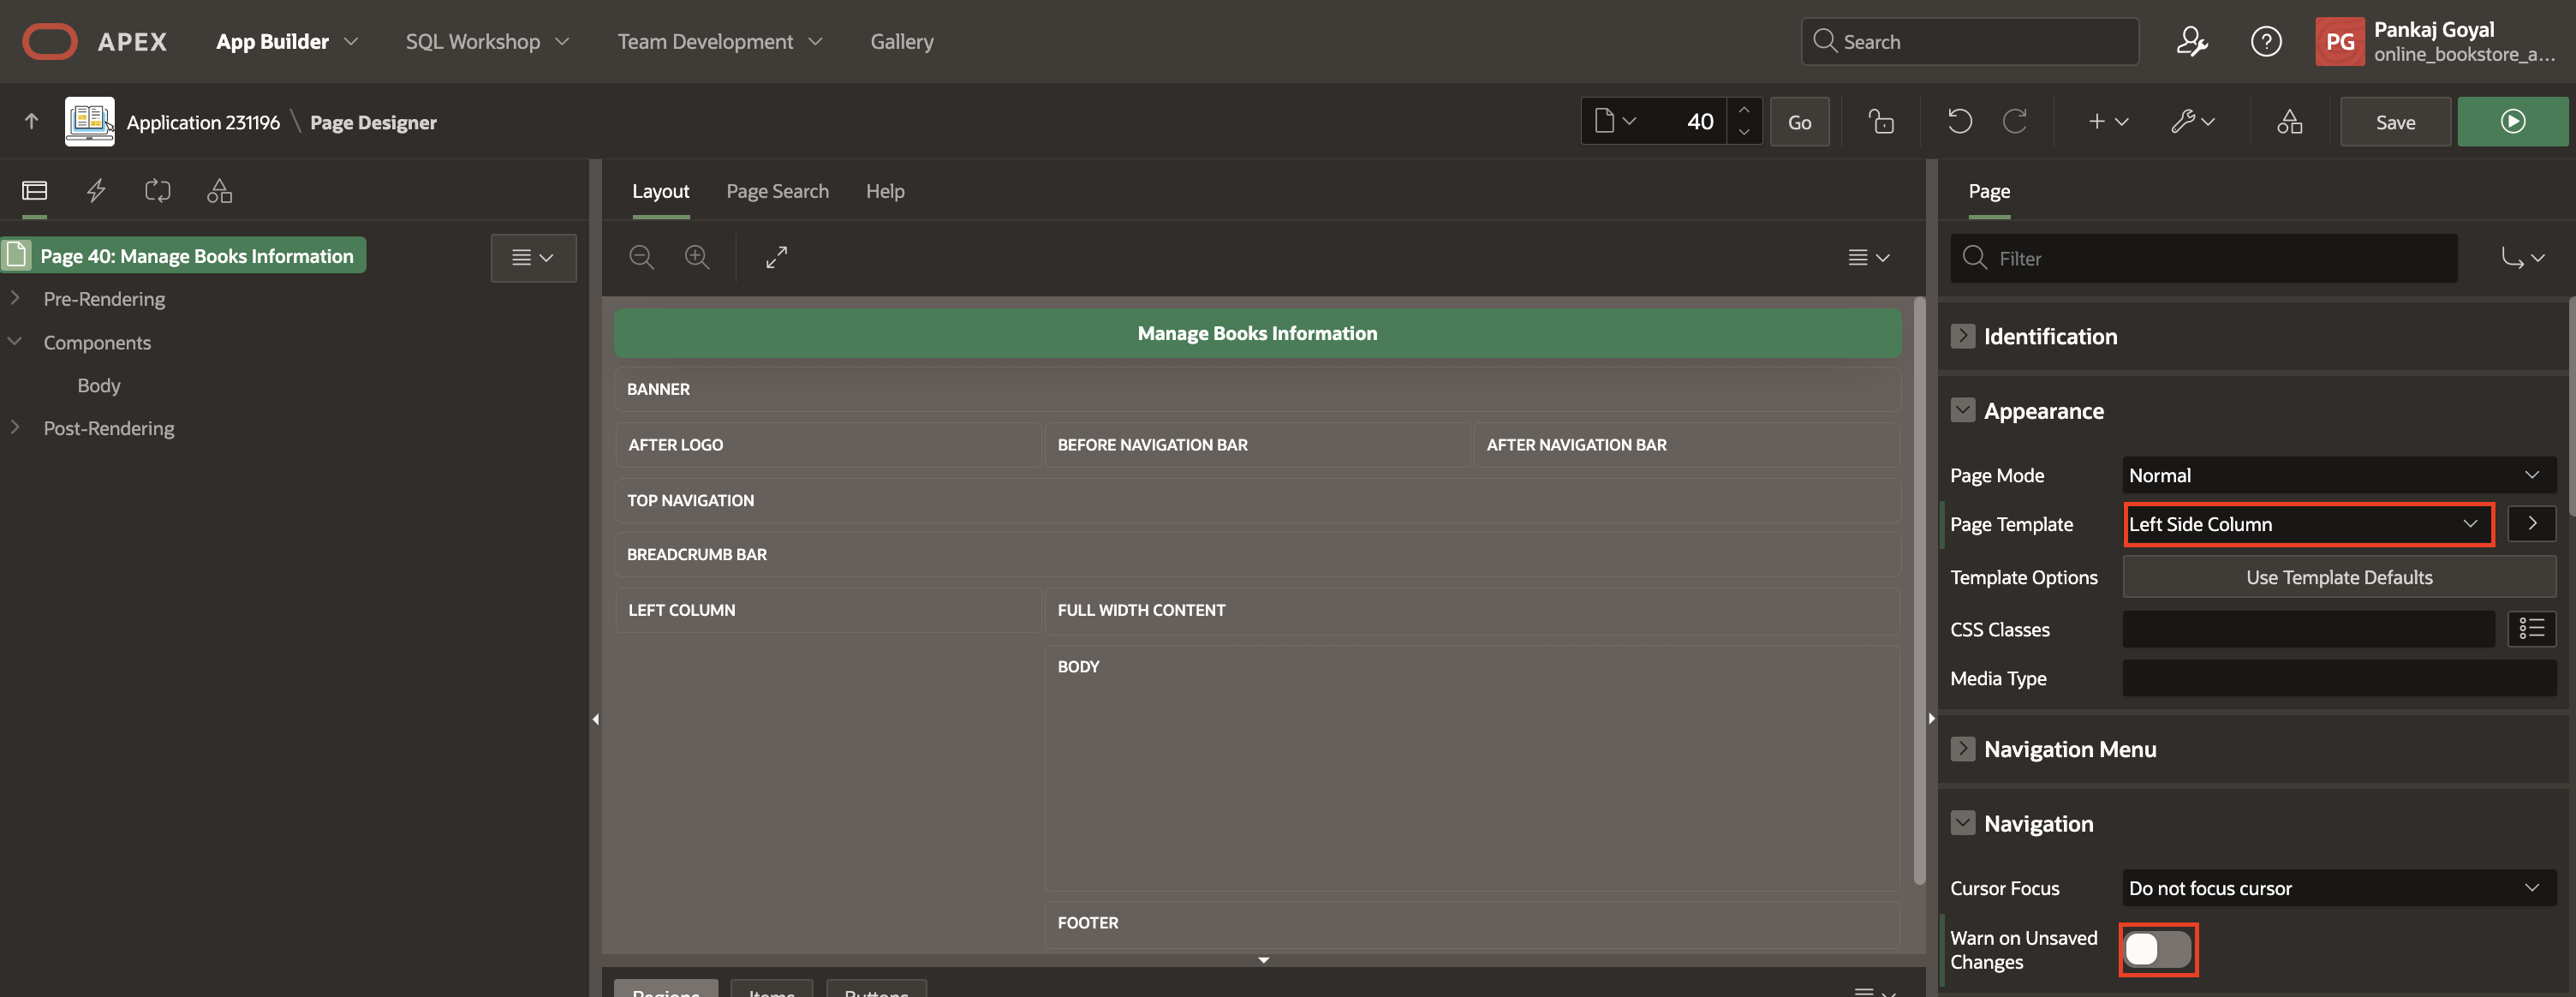 APEX App Builder SQL Workshop Team Development Gallery Search PG Pankaj Goyal
online_bookstore_a...
Application 231196 \ Page Designer 40 Go Save
Layout Page Search Help
Page
Page 40: Manage Books Information
Pre-Rendering
Components
Body
Post-Rendering
Manage Books Information
BANNER
AFTER LOGO BEFORE NAVIGATION BAR AFTER NAVIGATION BAR
TOP NAVIGATION
BREADCRUMB BAR
LEFT COLUMN FULL WIDTH CONTENT
BODY
FOOTER
Regions Items Buttons
Filter
Identification
Appearance
Page Mode Normal
Page Template Left Side Column
Template Options Use Template Defaults
CSS Classes
Media Type
Navigation Menu
Navigation
Cursor Focus Do not focus cursor
Warn on Unsaved
Changes